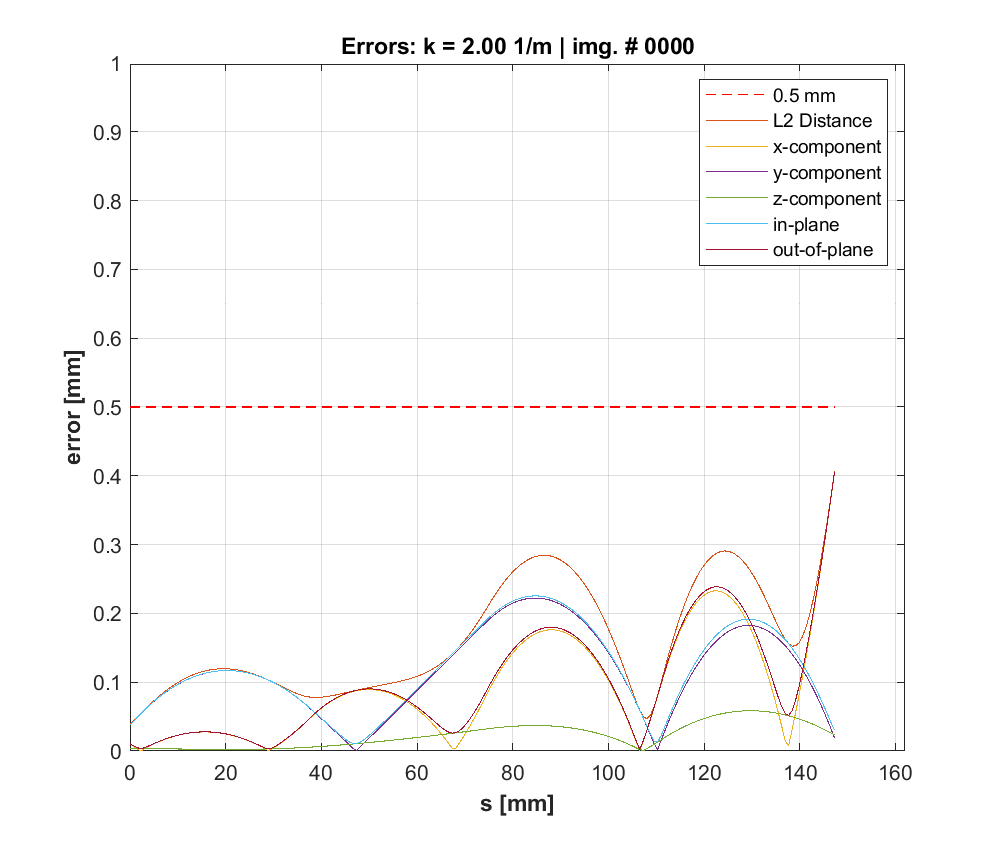 Errors: k = 2.00 1/m | img. # 0000
1
0.9
0.8
0.7
0.6
0.5
0.4
0.3
0.2
0.1
0
error [mm]
0.5 mm
L2 Distance
x-component
y-component
z-component
in-plane
out-of-plane
0 20 40 60 80 100 120 140 160
s [mm]